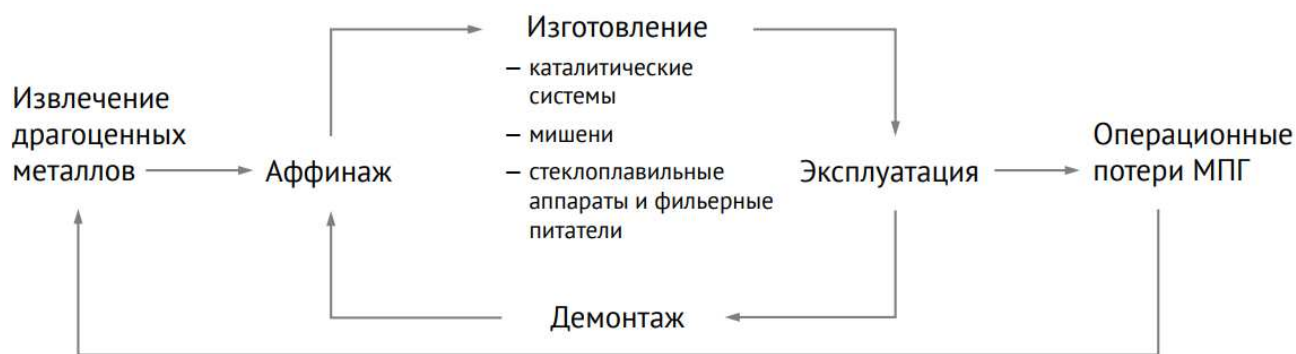 Изготовление
– каталитические
системы
– мишени
– стеклоплавильные
аппараты и фильерные
питатели
Извлечение
драгоценных
металлов
Аффинаж
Эксплуатация
Операционные
потери МПГ
Демонтаж